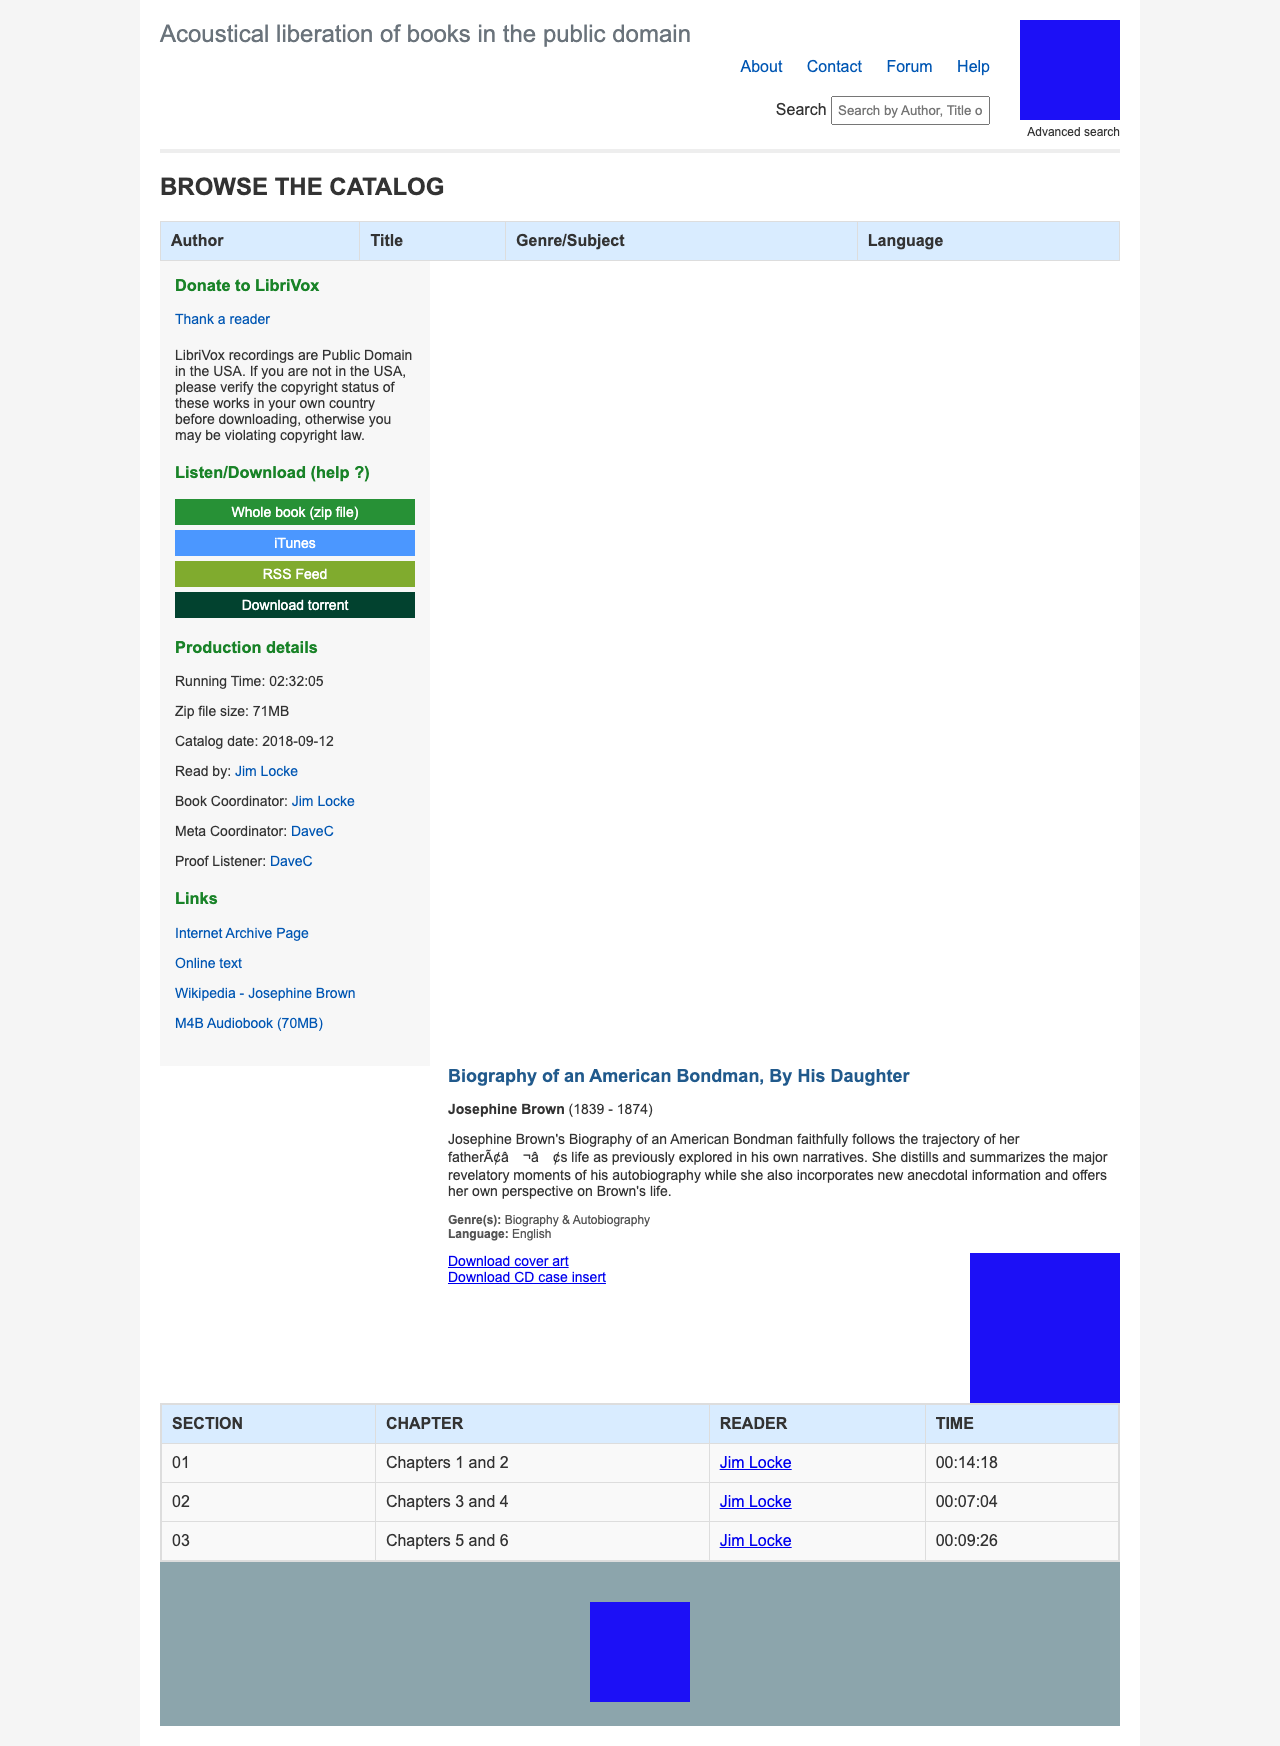 Acoustical liberation of books in the public domain
About Contact Forum Help
Search Search by Author, Title o
Advanced search
BROWSE THE CATALOG
Author Title Genre/Subject Language
Donate to LibriVox
Thank a reader
LibriVox recordings are Public Domain
in the USA. If you are not in the USA,
please verify the copyright status of
these works in your own country
before downloading, otherwise you
may be violating copyright law.
Listen/Download (help ?)
Whole book (zip file)
iTunes
RSS Feed
Download torrent
Production details
Running Time: 02:32:05
Zip file size: 71MB
Catalog date: 2018-09-12
Read by: Jim Locke
Book Coordinator: Jim Locke
Meta Coordinator: DaveC
Proof Listener: DaveC
Links
Internet Archive Page
Online text
Wikipedia - Josephine Brown
M4B Audiobook (70MB)
Biography of an American Bondman, By His Daughter
Josephine Brown (1839 - 1874)
Josephine Brown's Biography of an American Bondman faithfully follows the trajectory of her
fatherÃ¢â ¬â ¢s life as previously explored in his own narratives. She distills and summarizes the major
revelatory moments of his autobiography while she also incorporates new anecdotal information and offers
her own perspective on Brown's life.
Genre(s): Biography & Autobiography
Language: English
Download cover art
Download CD case insert
SECTION CHAPTER READER TIME
01 Chapters 1 and 2 Jim Locke 00:14:18
02 Chapters 3 and 4 Jim Locke 00:07:04
03 Chapters 5 and 6 Jim Locke 00:09:26